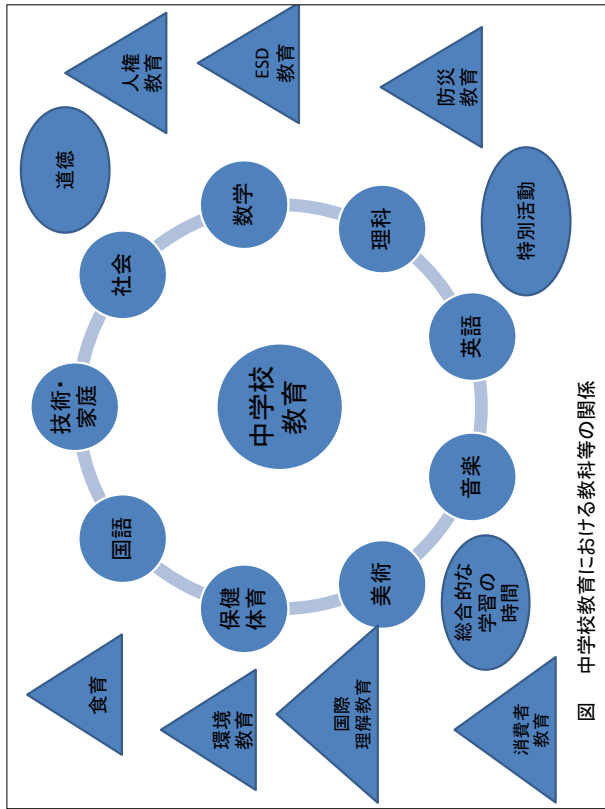 人権
教育
ESD
教育
防災
教育
道徳
特別活動
技術・
家庭
社会
数学
理科
英語
音楽
美術
保健
体育
国語
中学校
教育
総合的な
学習の
時間
食育
環境
教育
国際
理解教育
消費者
教育
図 中学校教育における教科等の関係